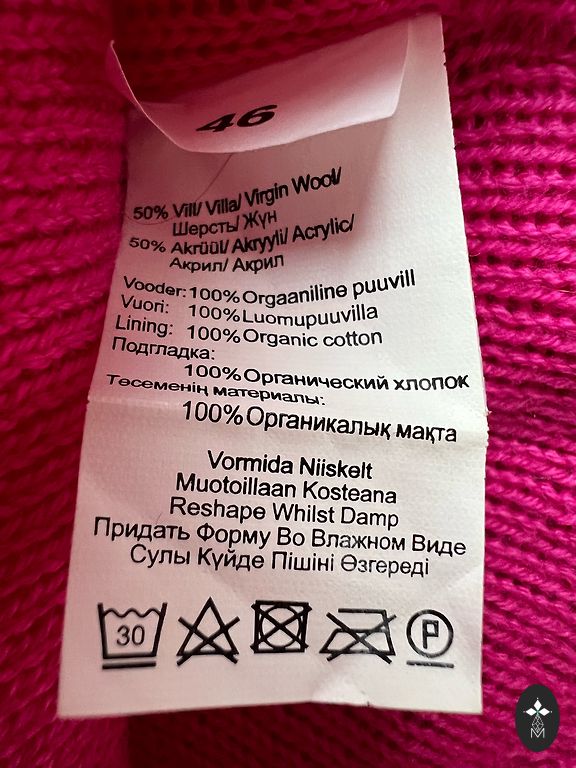 46
50% Vill/ Villa/ Virgin Wool/
Шерсть/ Жүн
50% Akrüül/ Akryyli/ Acrylic/
Акрил/ Акрил
Vooder: 100% Orgaaniline puuvill
Vuori: 100% Luomupuuvilla
Lining: 100% Organic cotton
Подгладка:
100% Органический хлопок
Төсеменің материалы:
100% Органикалық мақта
Vormida Niiskelt
Muotoillaan Kosteana
Reshape Whilst Damp
Придать Форму Во Влажном Виде
Сулы Күйде Пішіні Өзгереді
30
P
M